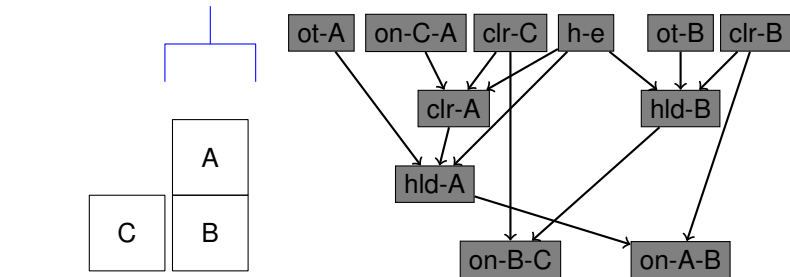 ot-A on-C-A clr-C h-e ot-B clr-B
clr-A hld-B
A
hld-A
C B
on-B-C on-A-B